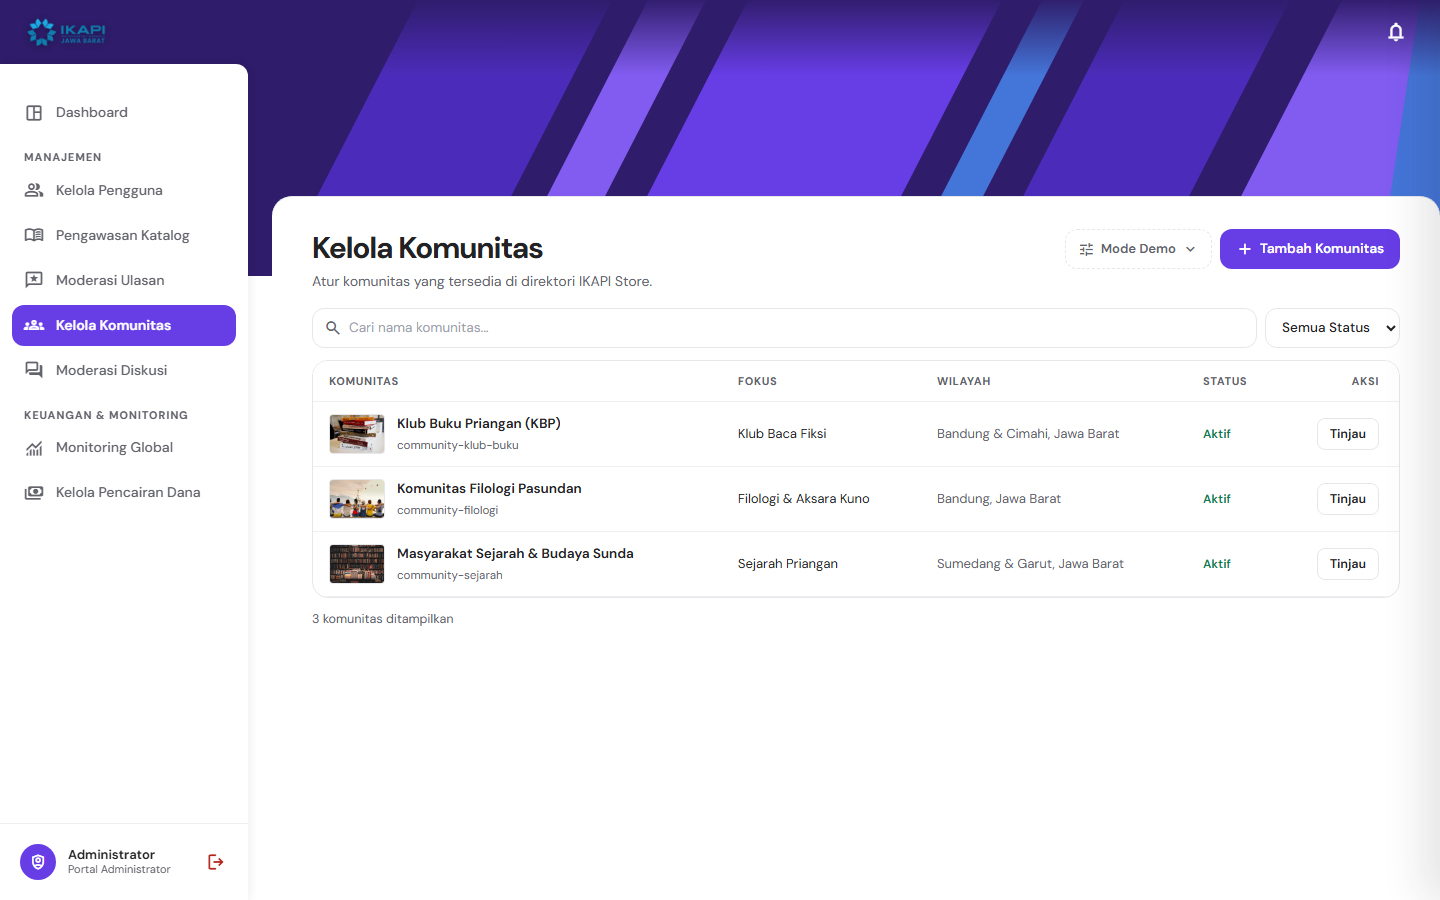 IKAPI
JAWA BARAT
Dashboard
MANAJEMEN
Kelola Pengguna
Pengawasan Katalog
Moderasi Ulasan
Kelola Komunitas
Moderasi Diskusi
KEUANGAN & MONITORING
Monitoring Global
Kelola Pencairan Dana
Administrator
Portal Administrator
Kelola Komunitas
Atur komunitas yang tersedia di direktori IKAPI Store.
Mode Demo
Tambah Komunitas
Cari nama komunitas...
Semua Status
KOMUNITAS FOKUS WILAYAH STATUS AKSI
Klub Buku Priangan (KBP)
community-klub-buku
Klub Baca Fiksi
Bandung & Cimahi, Jawa Barat
Aktif
Tinjau
Komunitas Filologi Pasundan
community-filologi
Filologi & Aksara Kuno
Bandung, Jawa Barat
Aktif
Tinjau
Masyarakat Sejarah & Budaya Sunda
community-sejarah
Sejarah Priangan
Sumedang & Garut, Jawa Barat
Aktif
Tinjau
3 komunitas ditampilkan